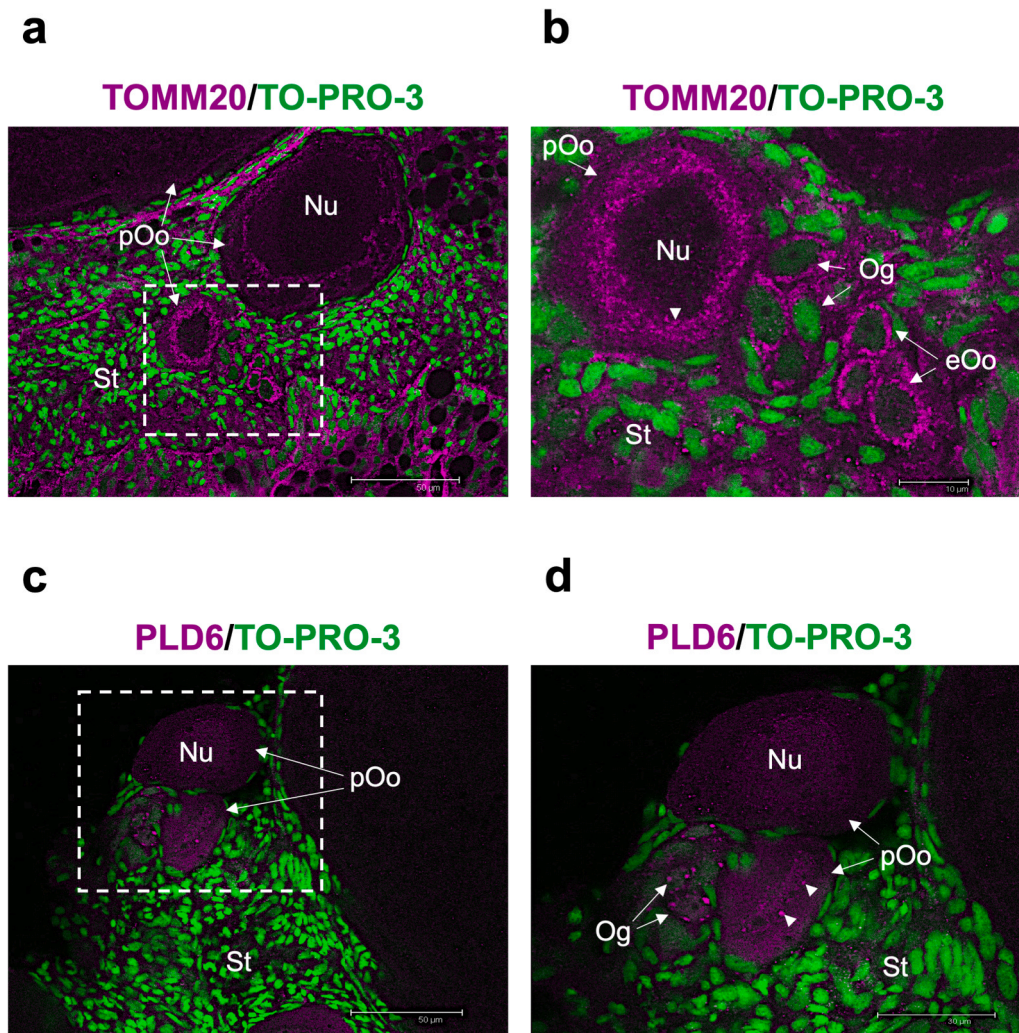 a
TOMM20/TO-PRO-3
pOo
Nu
St
50 µm
b
TOMM20/TO-PRO-3
pOo
Nu
Og
eOo
St
10 µm
c
PLD6/TO-PRO-3
Nu
pOo
St
50 µm
d
PLD6/TO-PRO-3
Nu
pOo
Og
St
30 µm